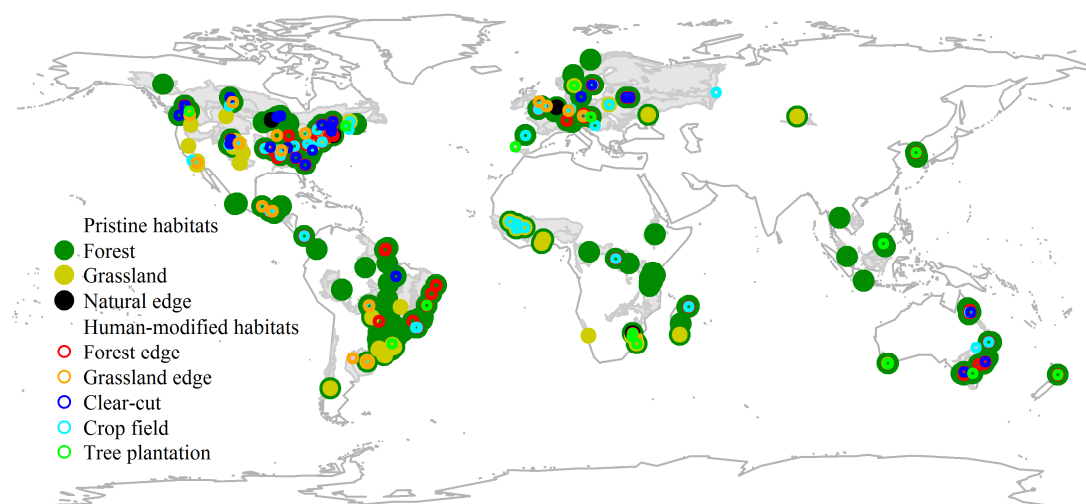 Pristine habitats
Forest
Grassland
Natural edge
Human-modified habitats
Forest edge
Grassland edge
Clear-cut
Crop field
Tree plantation